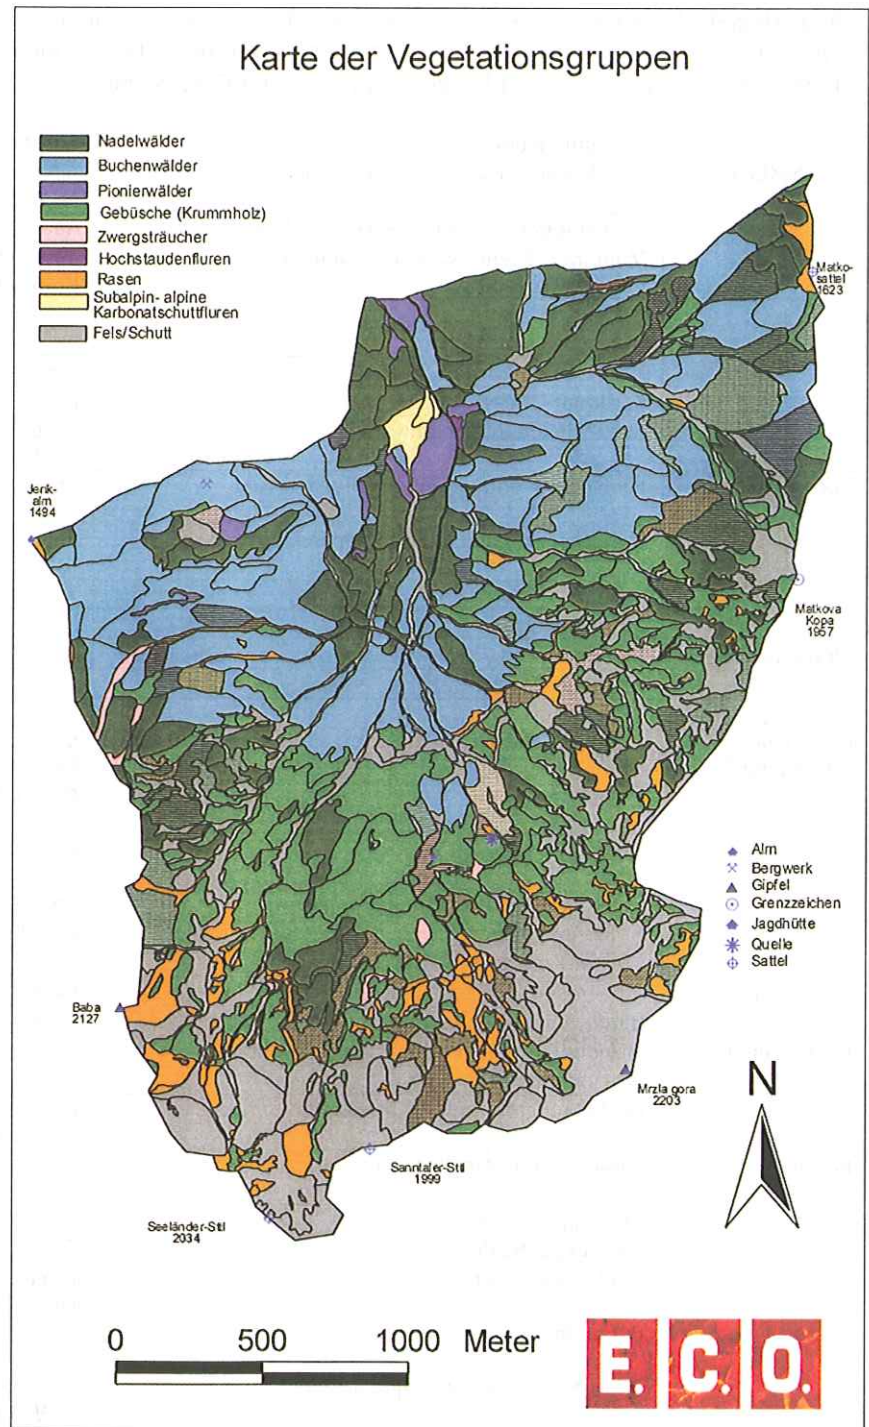 Karte der Vegetationsgruppen
Nadelwälder
Buchenwälder
Pionierwälder
Gebüsche (Krummholz)
Zwergsträucher
Hochstaudenfluren
Rasen
Subalpin- alpine
Karbonatschuttfluren
Fels/Schutt
Matko-
sattel
1623
Jerik-
alm
1494
Matkova
Kopa
1957
Alm
Bergwerk
Gipfel
Grenzzeichen
Jagdhütte
Quelle
Sattel
Baba
2127
Mrzla gora
2203
N
Sanntaler-Stl
1999
Seeländer-Stl
2034
0 500 1000 Meter
E. C. O.